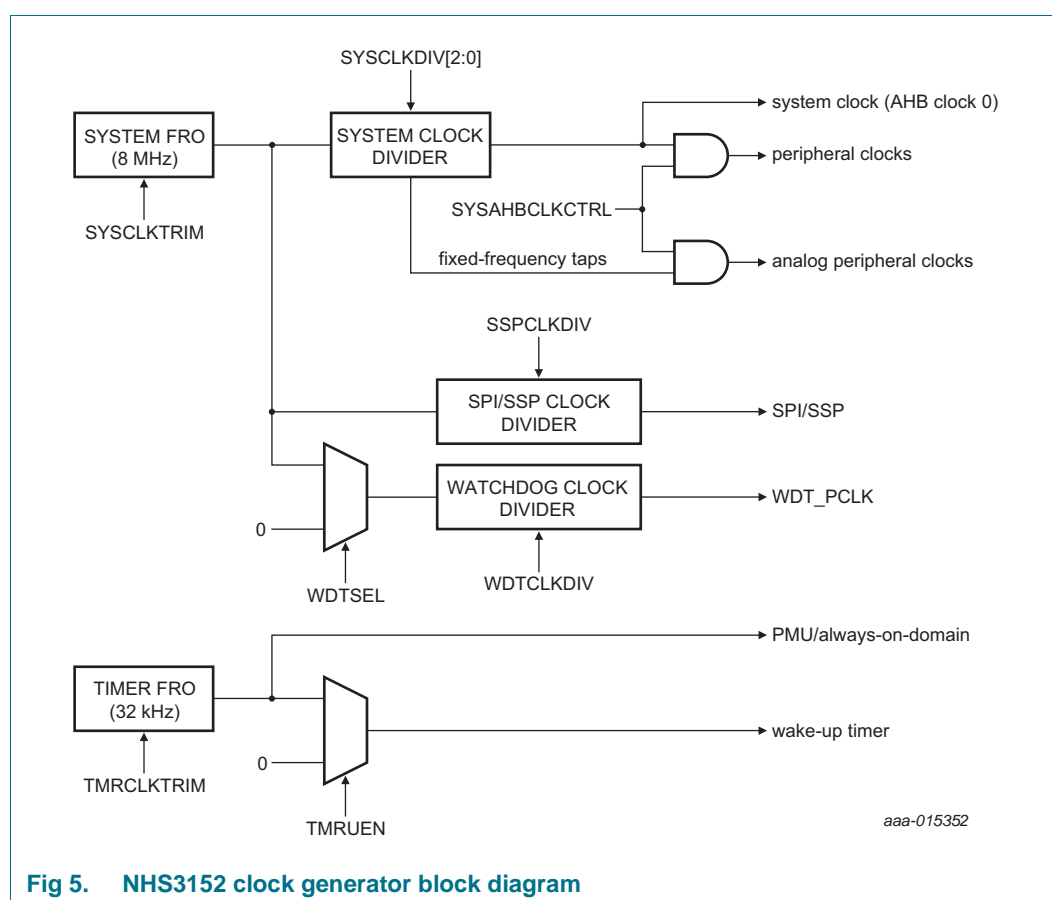 SYSCLKDIV[2:0]
SYSTEM FRO
(8 MHz)
SYSTEM CLOCK
DIVIDER
system clock (AHB clock 0)
peripheral clocks
SYSCLKTRIM
SYSAHBCLKCTRL
fixed-frequency taps
analog peripheral clocks
SSPCLKDIV
SPI/SSP CLOCK
DIVIDER
SPI/SSP
WATCHDOG CLOCK
DIVIDER
WDT_PCLK
0
WDTSEL
WDTCLKDIV
PMU/always-on-domain
TIMER FRO
(32 kHz)
wake-up timer
0
TMRCLKTRIM
TMRUEN
aaa-015352
Fig 5. NHS3152 clock generator block diagram